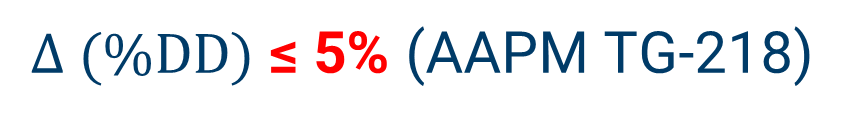 Δ (%DD) ≤ 5% (AAPM TG-218)